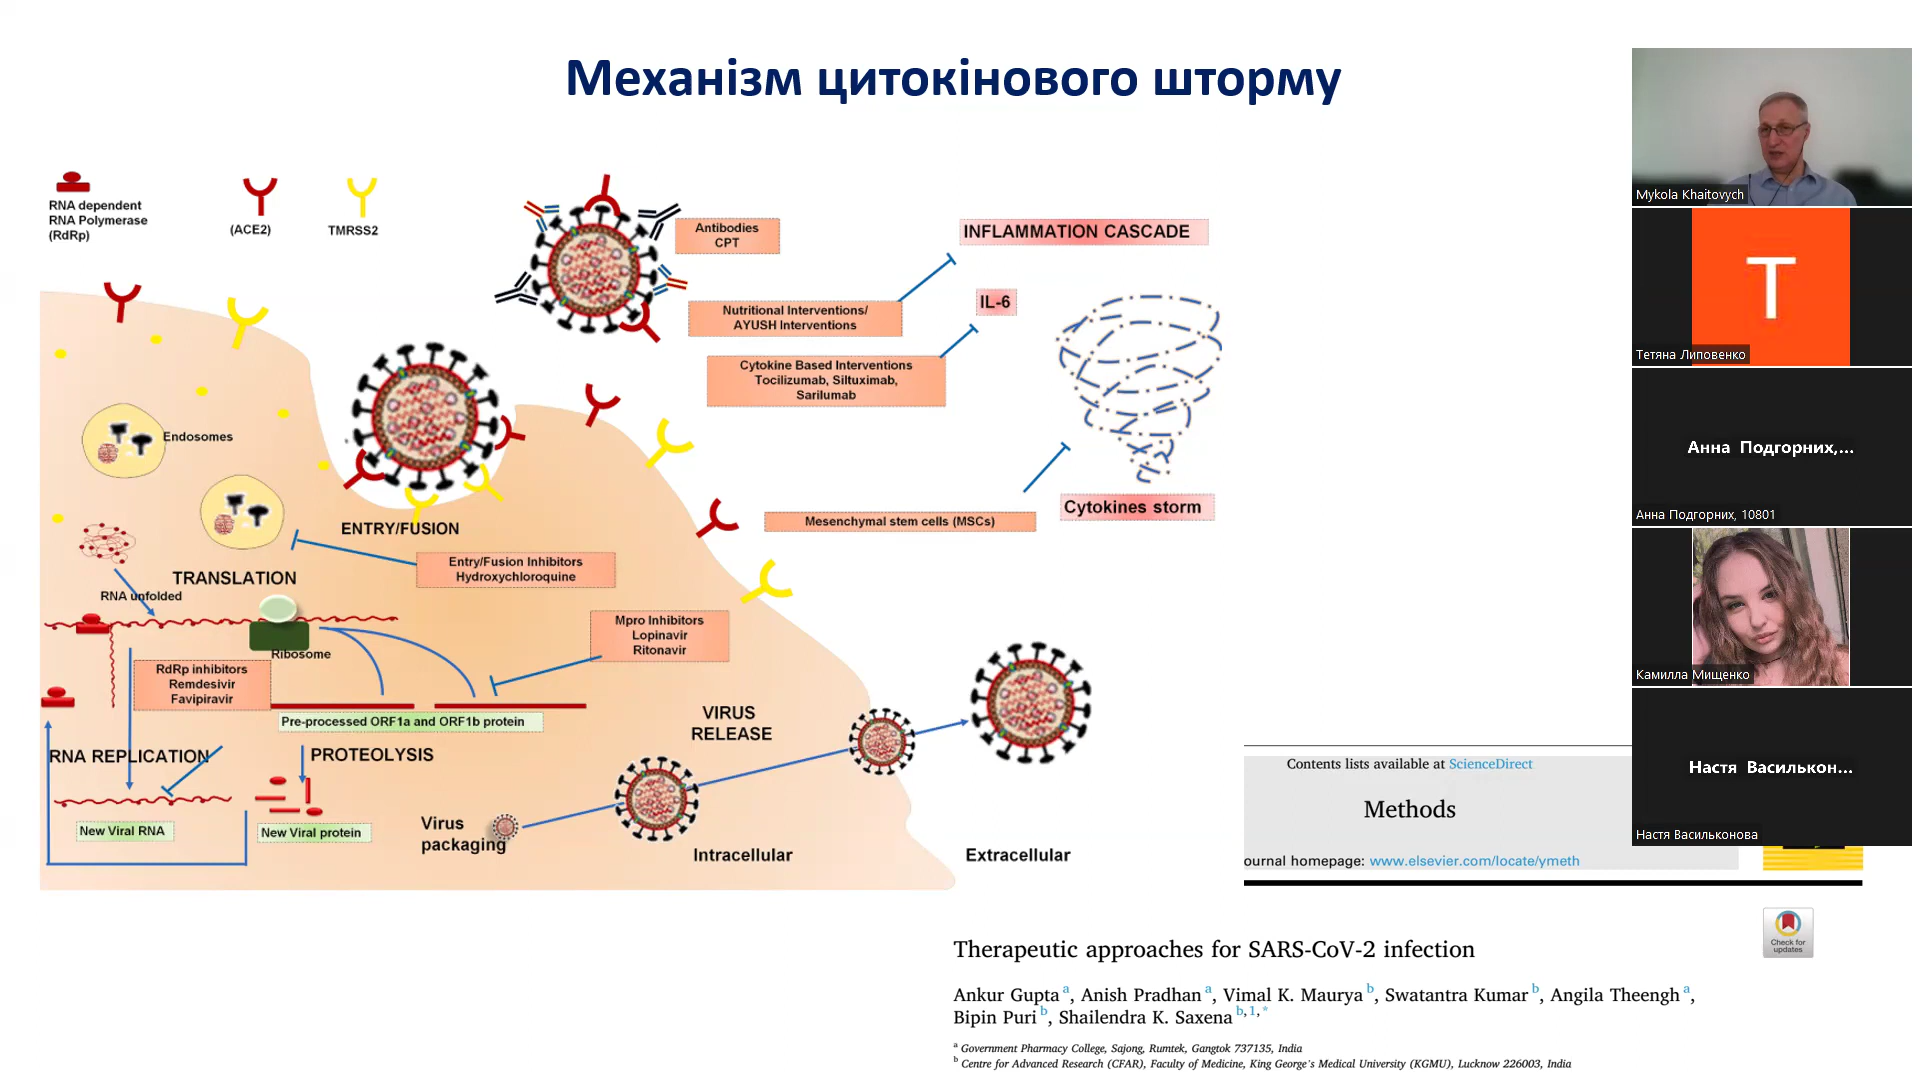 Механізм цитокінового шторму
RNA dependent
RNA Polymerase
(RdRp)
(ACE2)
TMRSS2
Antibodies
CPT
INFLAMMATION CASCADE
Nutritional Interventions/
AYUSH Interventions
IL-6
Cytokine Based Interventions
Tocilizumab, Siltuximab,
Sarilumab
Endosomes
Cytokines storm
Mesenchymal stem cells (MSCs)
ENTRY/FUSION
Entry/Fusion Inhibitors
Hydroxychloroquine
TRANSLATION
RNA unfolded
Ribosome
Mpro Inhibitors
Lopinavir
Ritonavir
RdRp inhibitors
Remdesivir
Favipiravir
Pre-processed ORF1a and ORF1b protein
VIRUS
RELEASE
RNA REPLICATION
PROTEOLYSIS
New Viral RNA
New Viral protein
Virus
packaging
Intracellular
Extracellular
Contents lists available at ScienceDirect
Methods
ournal homepage: www.elsevier.com/locate/ymeth
Check for
updates
Therapeutic approaches for SARS-CoV-2 infection
Ankur Gupta a, Anish Pradhan a, Vimal K. Maurya b, Swatantra Kumar b, Angila Theengh a,
Bipin Puri b, Shailendra K. Saxena b,1,*
a Government Pharmacy College, Sajong, Rumtek, Gangtok 737135, India
b Centre for Advanced Research (CFAR), Faculty of Medicine, King George's Medical University (KGMU), Lucknow 226003, India
Mykola Khaitovych
T
Тетяна Липовенко
Анна Подгорних,...
Анна Подгорних, 10801
Камилла Мищенко
Настя Васількон...
Настя Васільконова